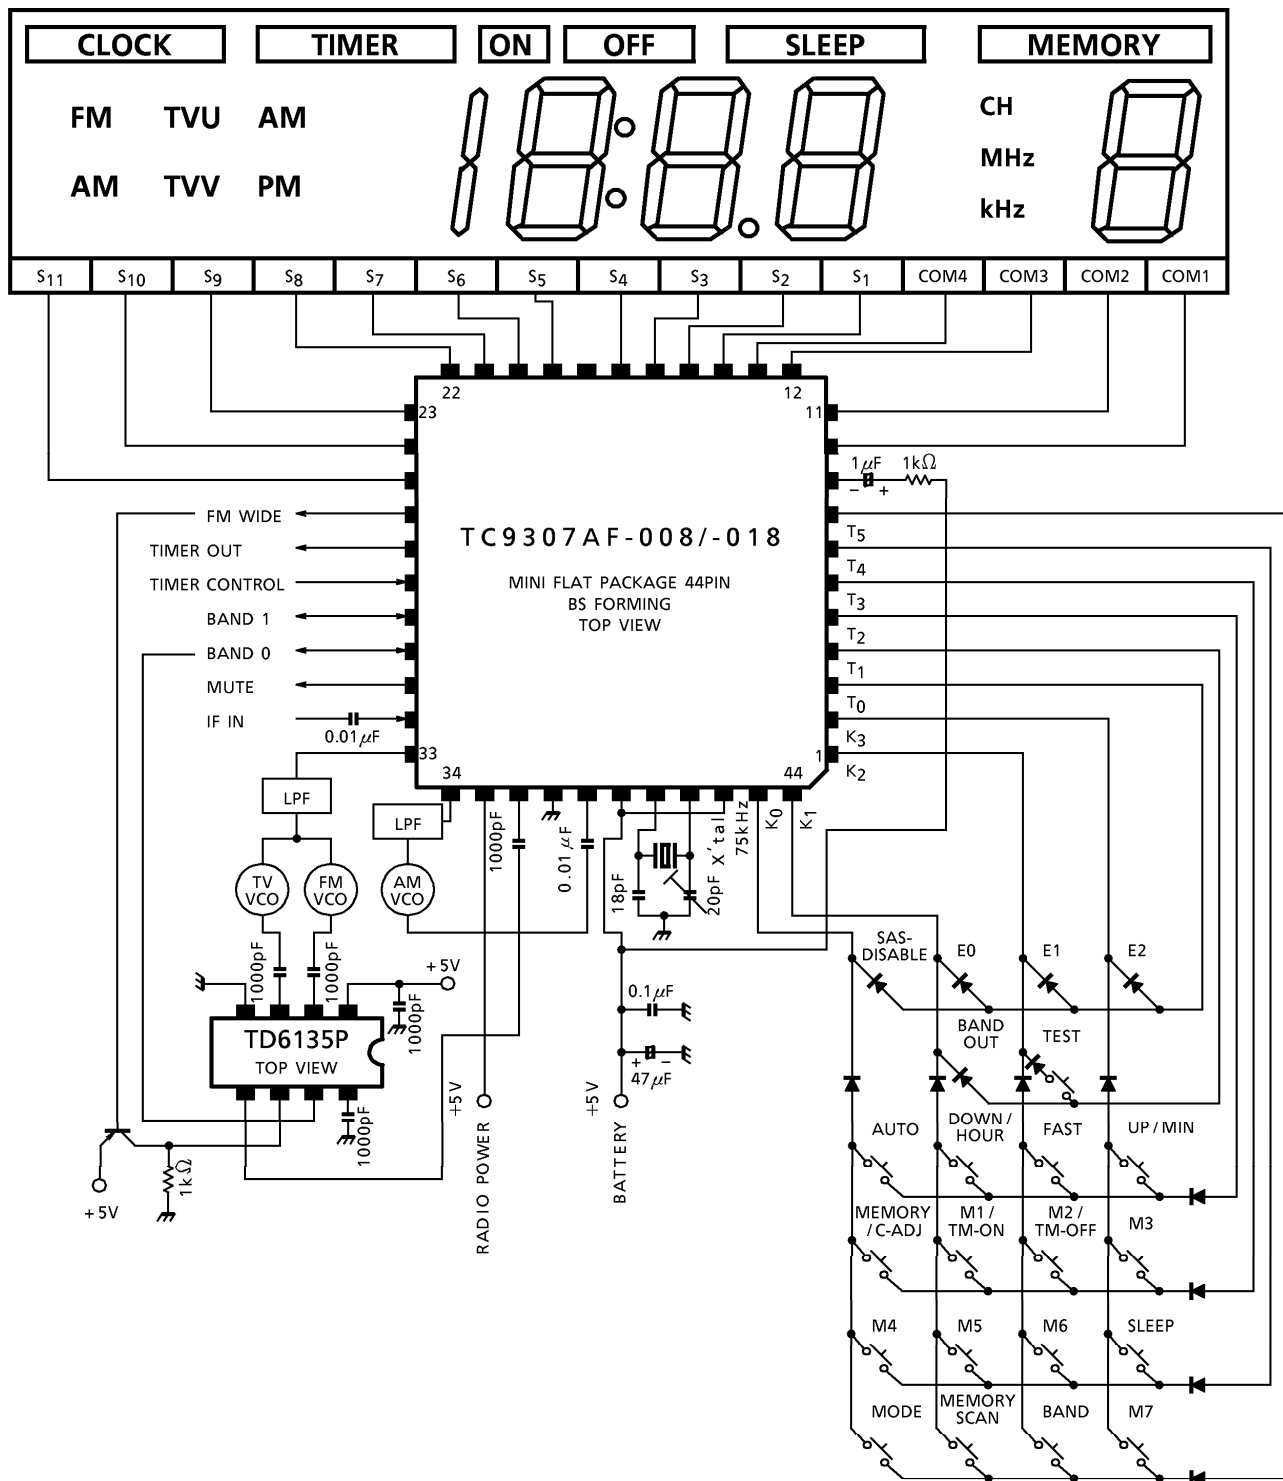 CLOCK TIMER ON OFF SLEEP MEMORY
FM TVU AM
CH
MHz
AM TVV PM
kHz
S11 S10 S9 S8 S7 S6 S5 S4 S3 S2 S1 COM4 COM3 COM2 COM1
22 12
23 11
1μF 1kΩ
− +
FM WIDE
TIMER OUT
TIMER CONTROL
BAND 1
BAND 0
MUTE
IF IN
0.01μF
TC9307AF-008/-018
MINI FLAT PACKAGE 44PIN
BS FORMING
TOP VIEW
T5
T4
T3
T2
T1
T0
K3
K2
33 1
34 44
LPF
LPF
1000pF
0.01μF
X'tal
75kHz
K0
K1
18pF
20pF
TV
VCO
FM
VCO
AM
VCO
1000pF
1000pF
+5V
1000pF
TD6135P
TOP VIEW
1000pF
1kΩ
+5V
+5V
RADIO POWER
+5V
BATTERY
0.1μF
+ −
47μF
SAS-
DISABLE
E0 E1 E2
BAND
OUT
TEST
AUTO
DOWN/
HOUR
FAST
UP/MIN
MEMORY
/C-ADJ
M1/
TM-ON
M2/
TM-OFF
M3
M4 M5 M6 SLEEP
MODE
MEMORY
SCAN
BAND
M7